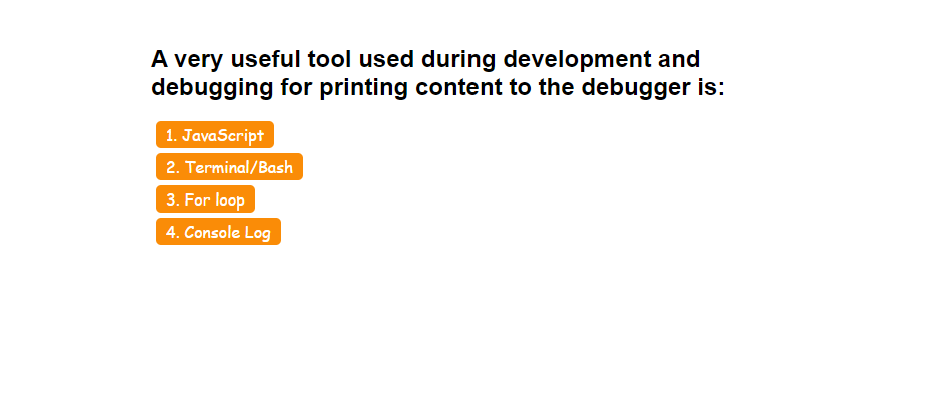 A very useful tool used during development and
debugging for printing content to the debugger is:
1. JavaScript
2. Terminal/Bash
3. For loop
4. Console Log